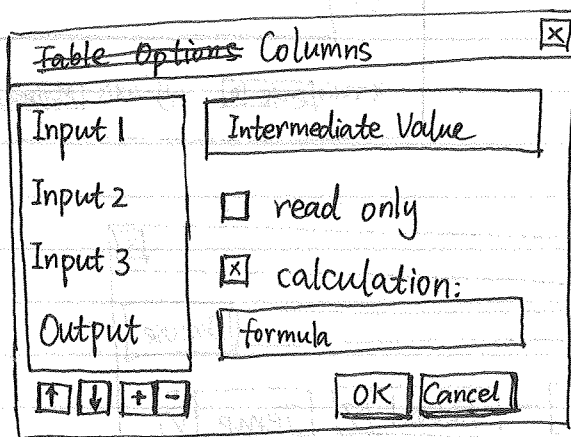 Table Options Columns
Input 1
Input 2
Input 3
Output
Intermediate Value
read only
calculation:
formula
OK
Cancel